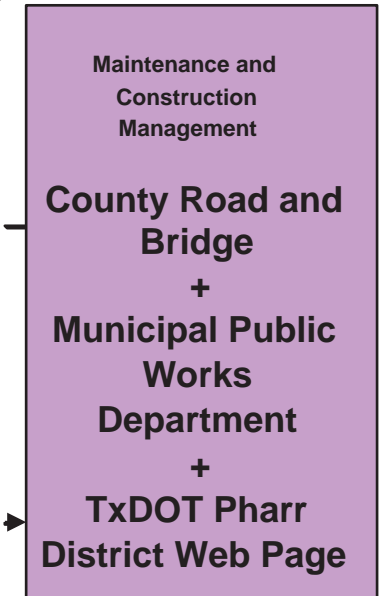 Maintenance and
Construction
Management
County Road and
Bridge
+
Municipal Public
Works
Department
+
TxDOT Pharr
District Web Page